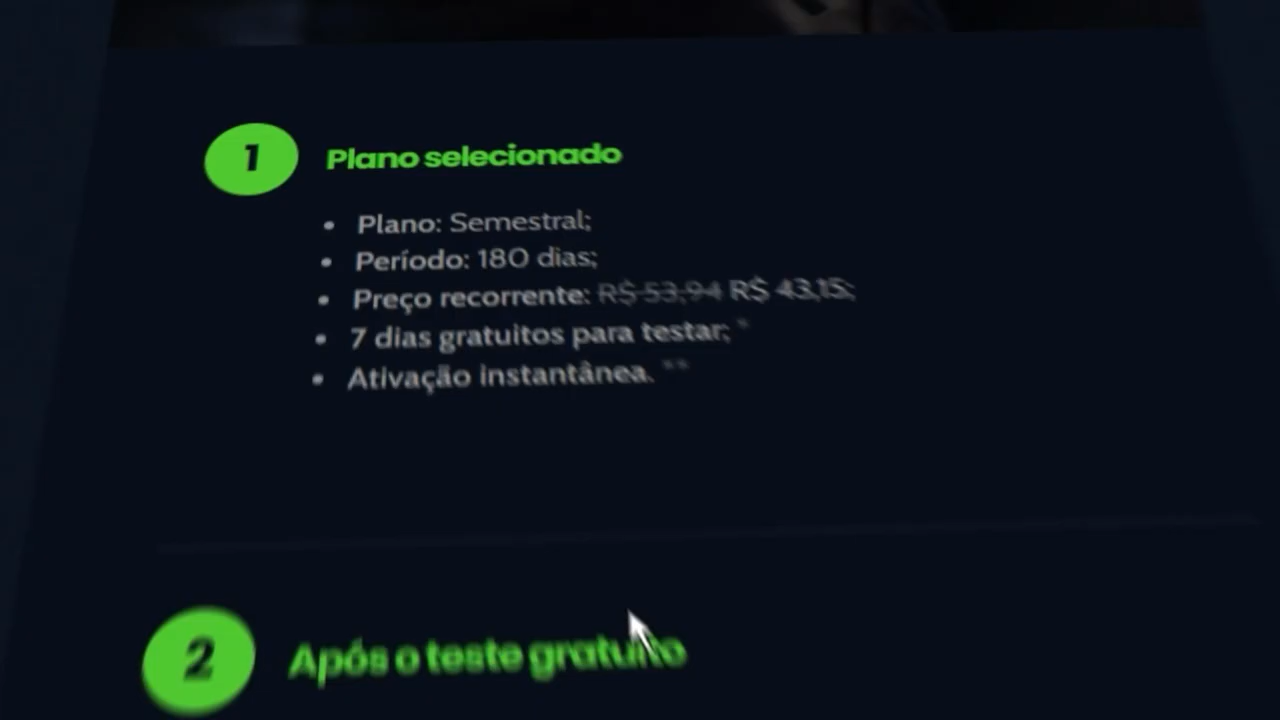 1
Plano selecionado
• Plano: Semestral;
• Período: 180 dias;
• Preço recorrente: R$ 53,94 R$ 43,15;
• 7 dias gratuitos para testar; *
• Ativação instantânea. **
2
Após o teste gratuito